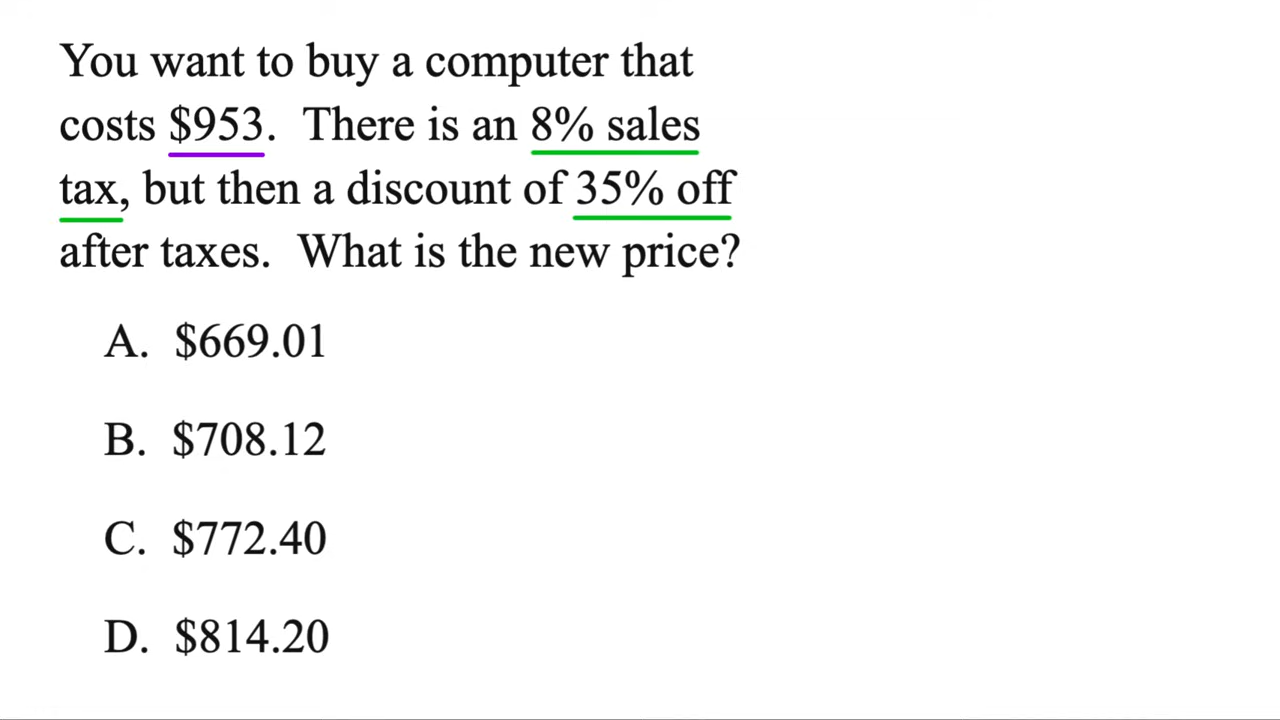 You want to buy a computer that
costs $953.  There is an 8% sales
tax, but then a discount of 35% off
after taxes.  What is the new price?
A.  $669.01
B.  $708.12
C.  $772.40
D.  $814.20